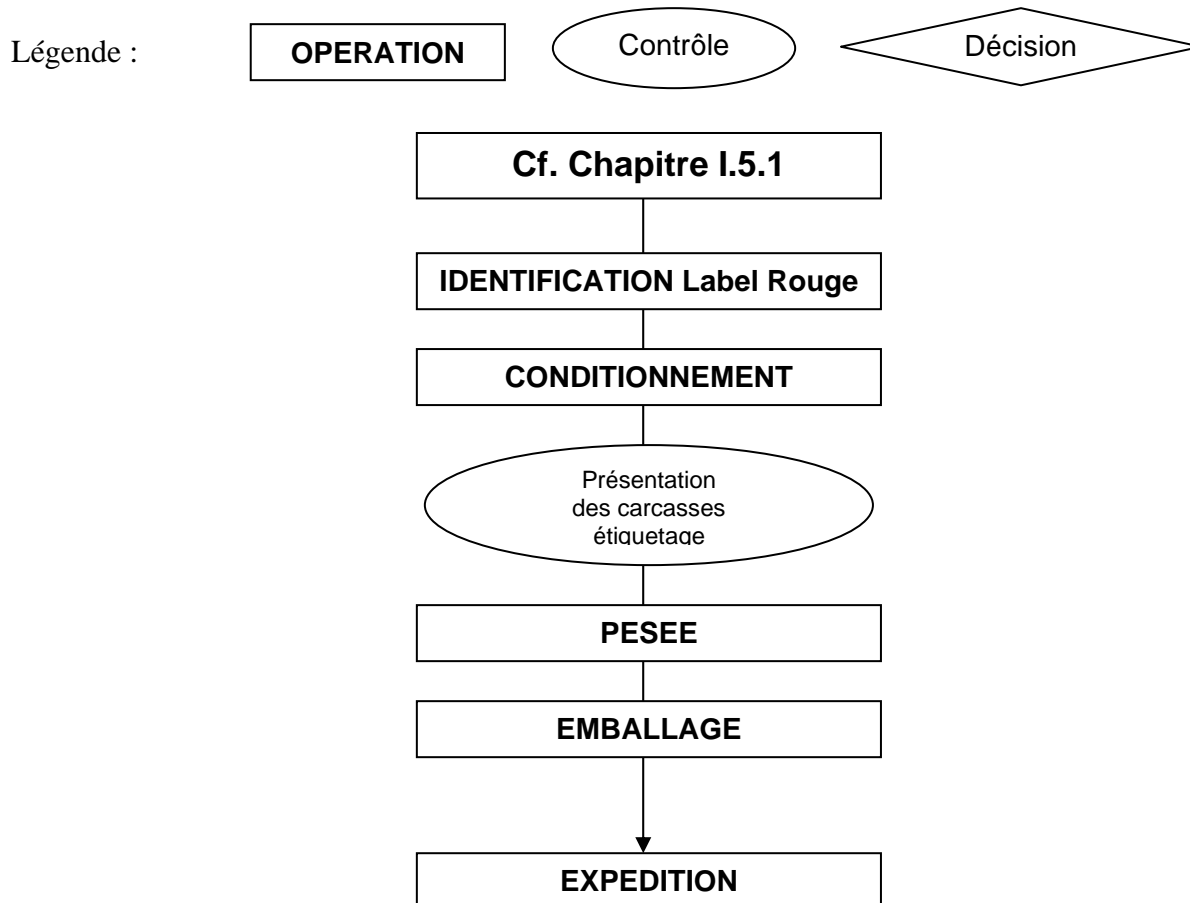 Légende :
OPERATION
Contrôle
Décision
Cf. Chapitre I.5.1
IDENTIFICATION Label Rouge
CONDITIONNEMENT
Présentation
des carcasses
étiquetage
PESEE
EMBALLAGE
EXPEDITION